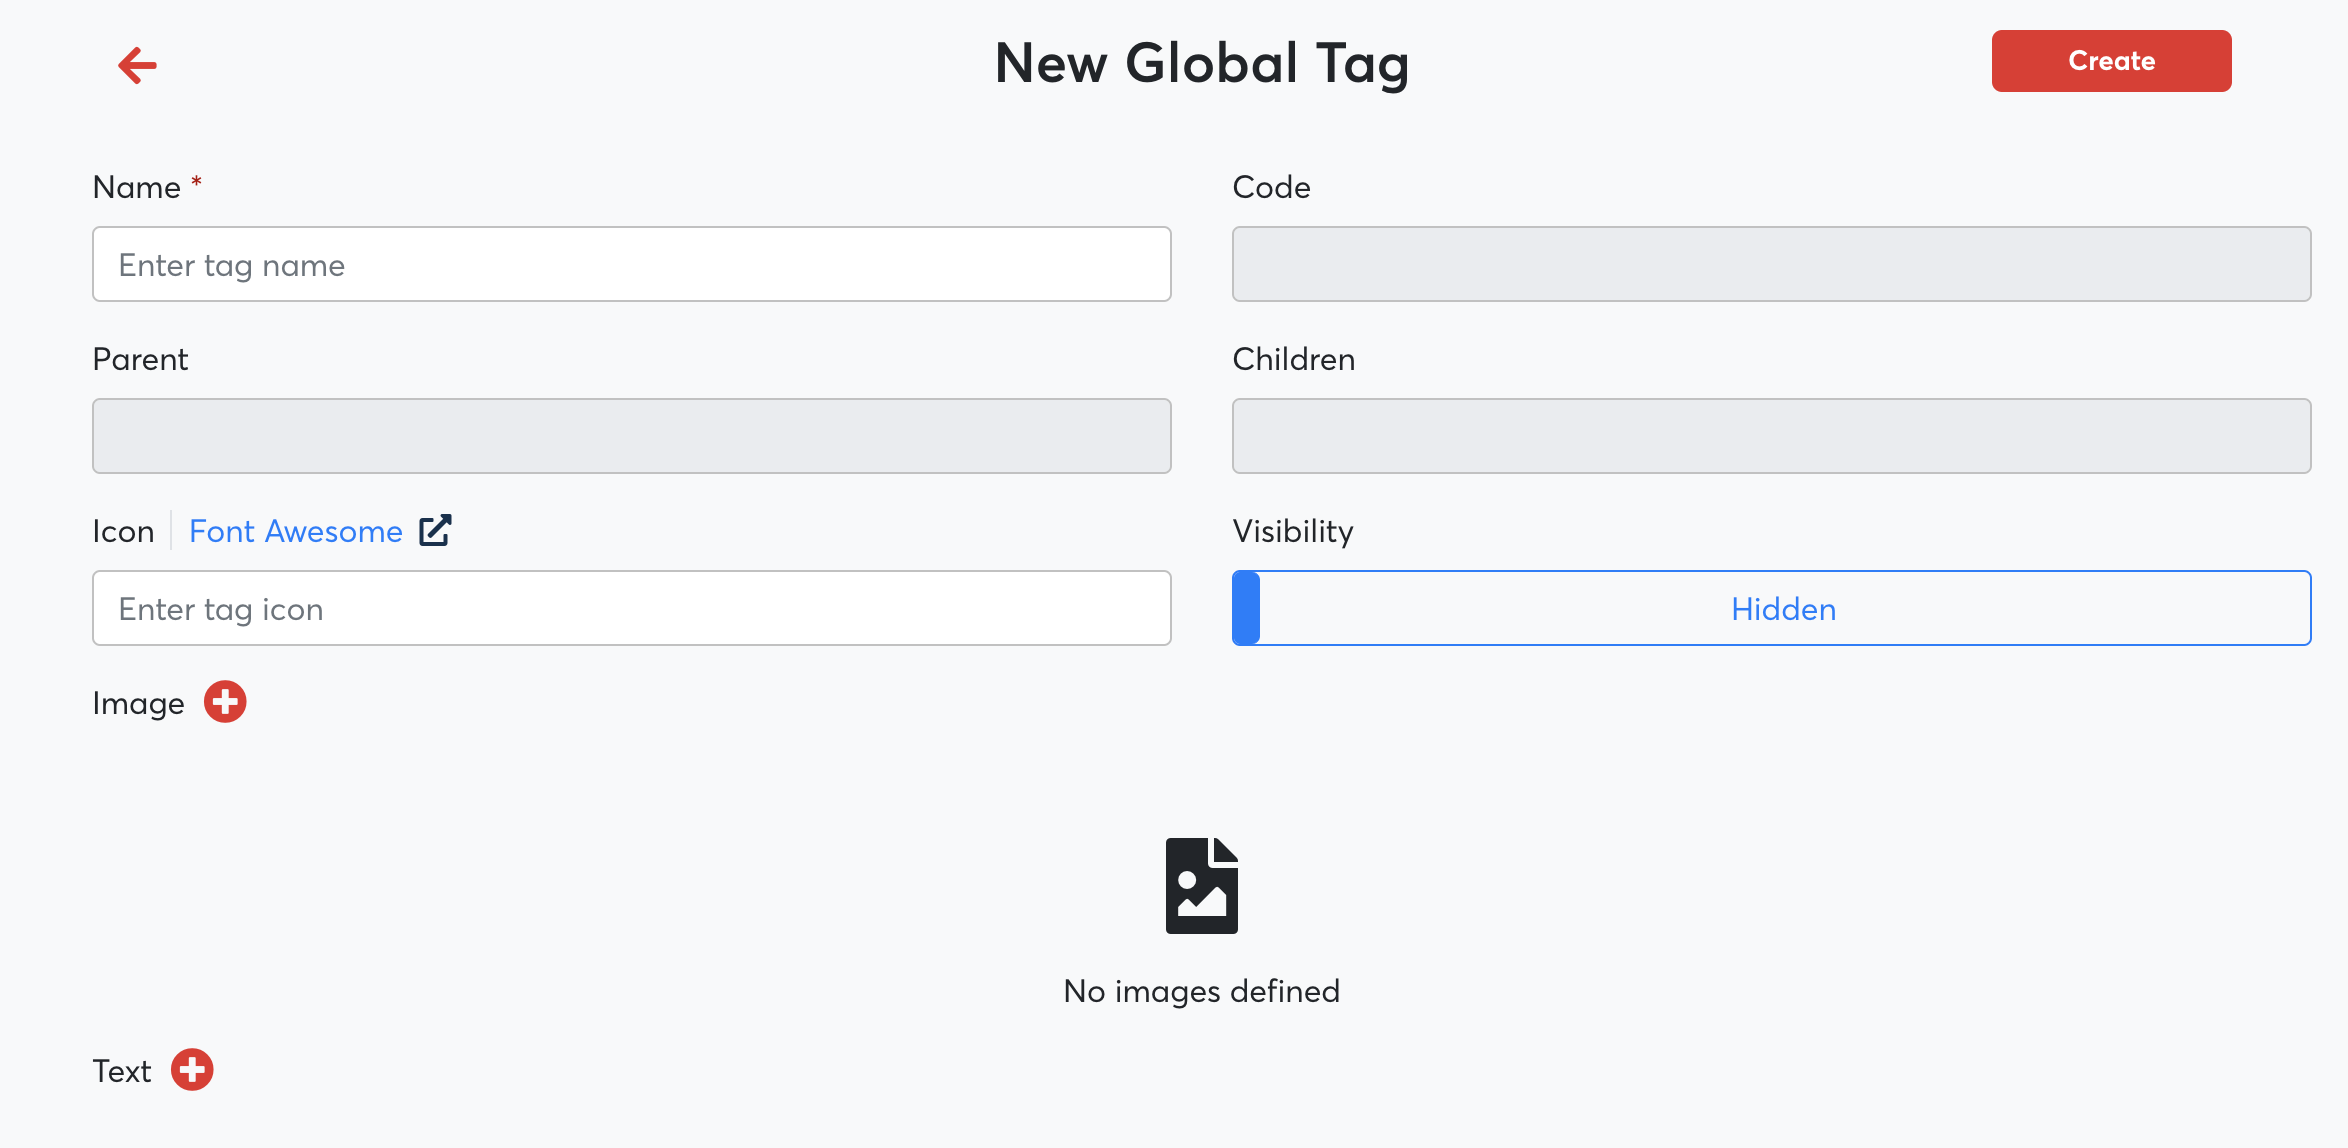 New Global Tag
Create
Name *
Code
Enter tag name
Parent
Children
Icon
Font Awesome
Visibility
Enter tag icon
Hidden
Image
No images defined
Text